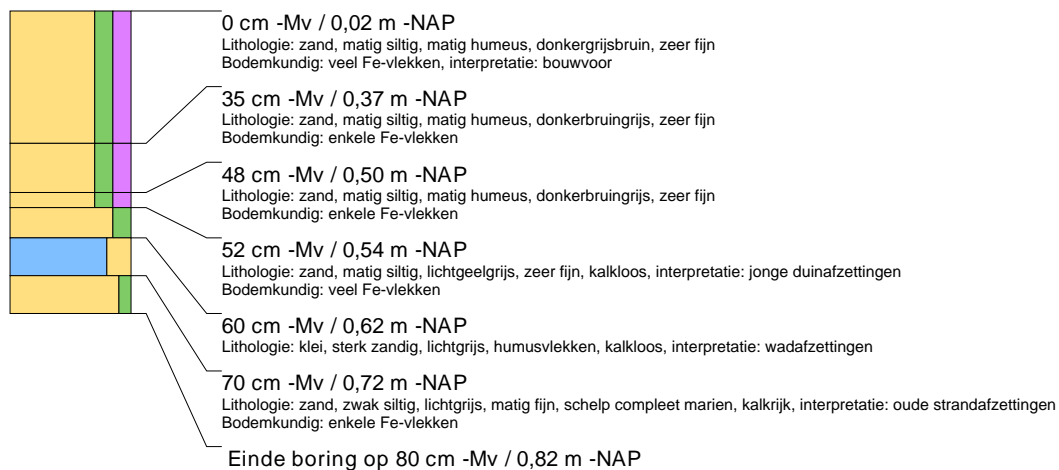 0 cm -Mv / 0,02 m -NAP
Lithologie: zand, matig siltig, matig humeus, donkergrijsbruin, zeer fijn
Bodemkundig: veel Fe-vlekken, interpretatie: bouwvoor
35 cm -Mv / 0,37 m -NAP
Lithologie: zand, matig siltig, matig humeus, donkerbruingrijs, zeer fijn
Bodemkundig: enkele Fe-vlekken
48 cm -Mv / 0,50 m -NAP
Lithologie: zand, matig siltig, matig humeus, donkerbruingrijs, zeer fijn
Bodemkundig: enkele Fe-vlekken
52 cm -Mv / 0,54 m -NAP
Lithologie: zand, matig siltig, lichtgeelgrijs, zeer fijn, kalkloos, interpretatie: jonge duinafzettingen
Bodemkundig: veel Fe-vlekken
60 cm -Mv / 0,62 m -NAP
Lithologie: klei, sterk zandig, lichtgrijs, humusvlekken, kalkloos, interpretatie: wadafzettingen
70 cm -Mv / 0,72 m -NAP
Lithologie: zand, zwak siltig, lichtgrijs, matig fijn, schelp compleet marien, kalkrijk, interpretatie: oude strandafzettingen
Bodemkundig: enkele Fe-vlekken
Einde boring op 80 cm -Mv / 0,82 m -NAP